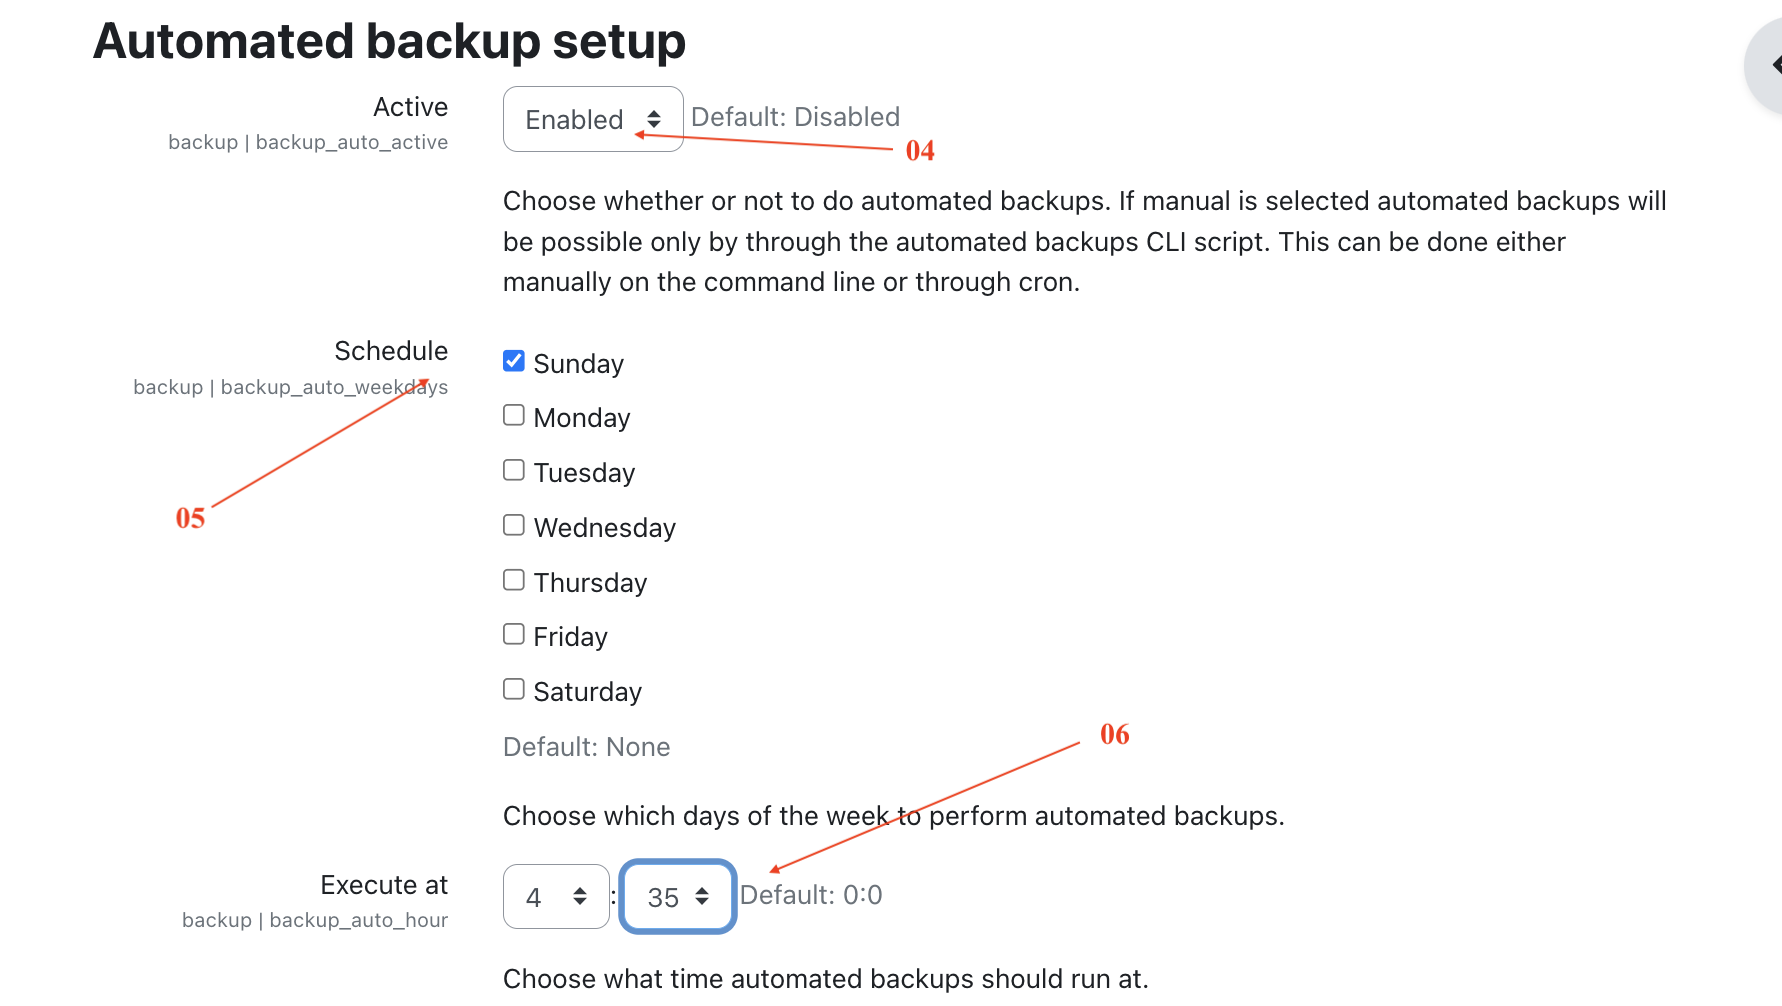 Automated backup setup
Active
Enabled Default: Disabled
backup | backup_auto_active
04
Choose whether or not to do automated backups. If manual is selected automated backups will
be possible only by through the automated backups CLI script. This can be done either
manually on the command line or through cron.
Schedule
backup | backup_auto_weekdays
Sunday
Monday
Tuesday
05
Wednesday
Thursday
Friday
Saturday
Default: None
06
Choose which days of the week to perform automated backups.
Execute at
4 : 35 Default: 0:0
backup | backup_auto_hour
Choose what time automated backups should run at.